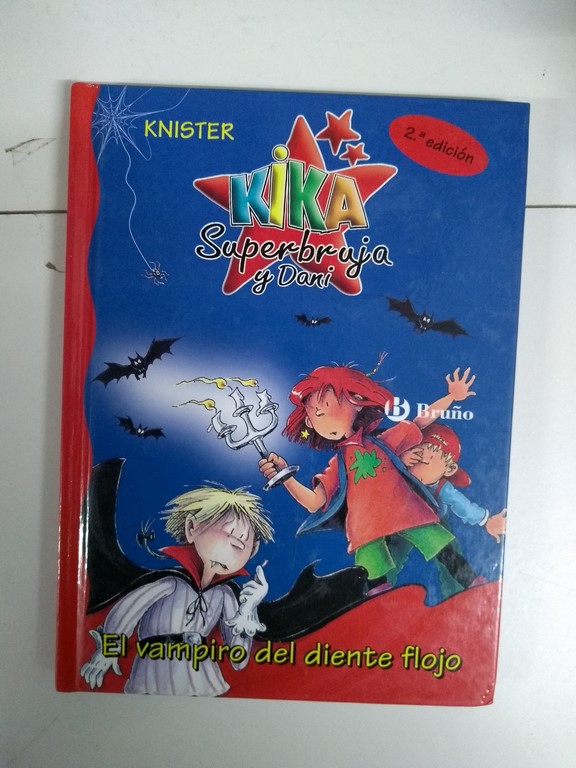 KNISTER
2.ª edición
KIKA
Superbruja
y Dani
B Bruño
El vampiro del diente flojo